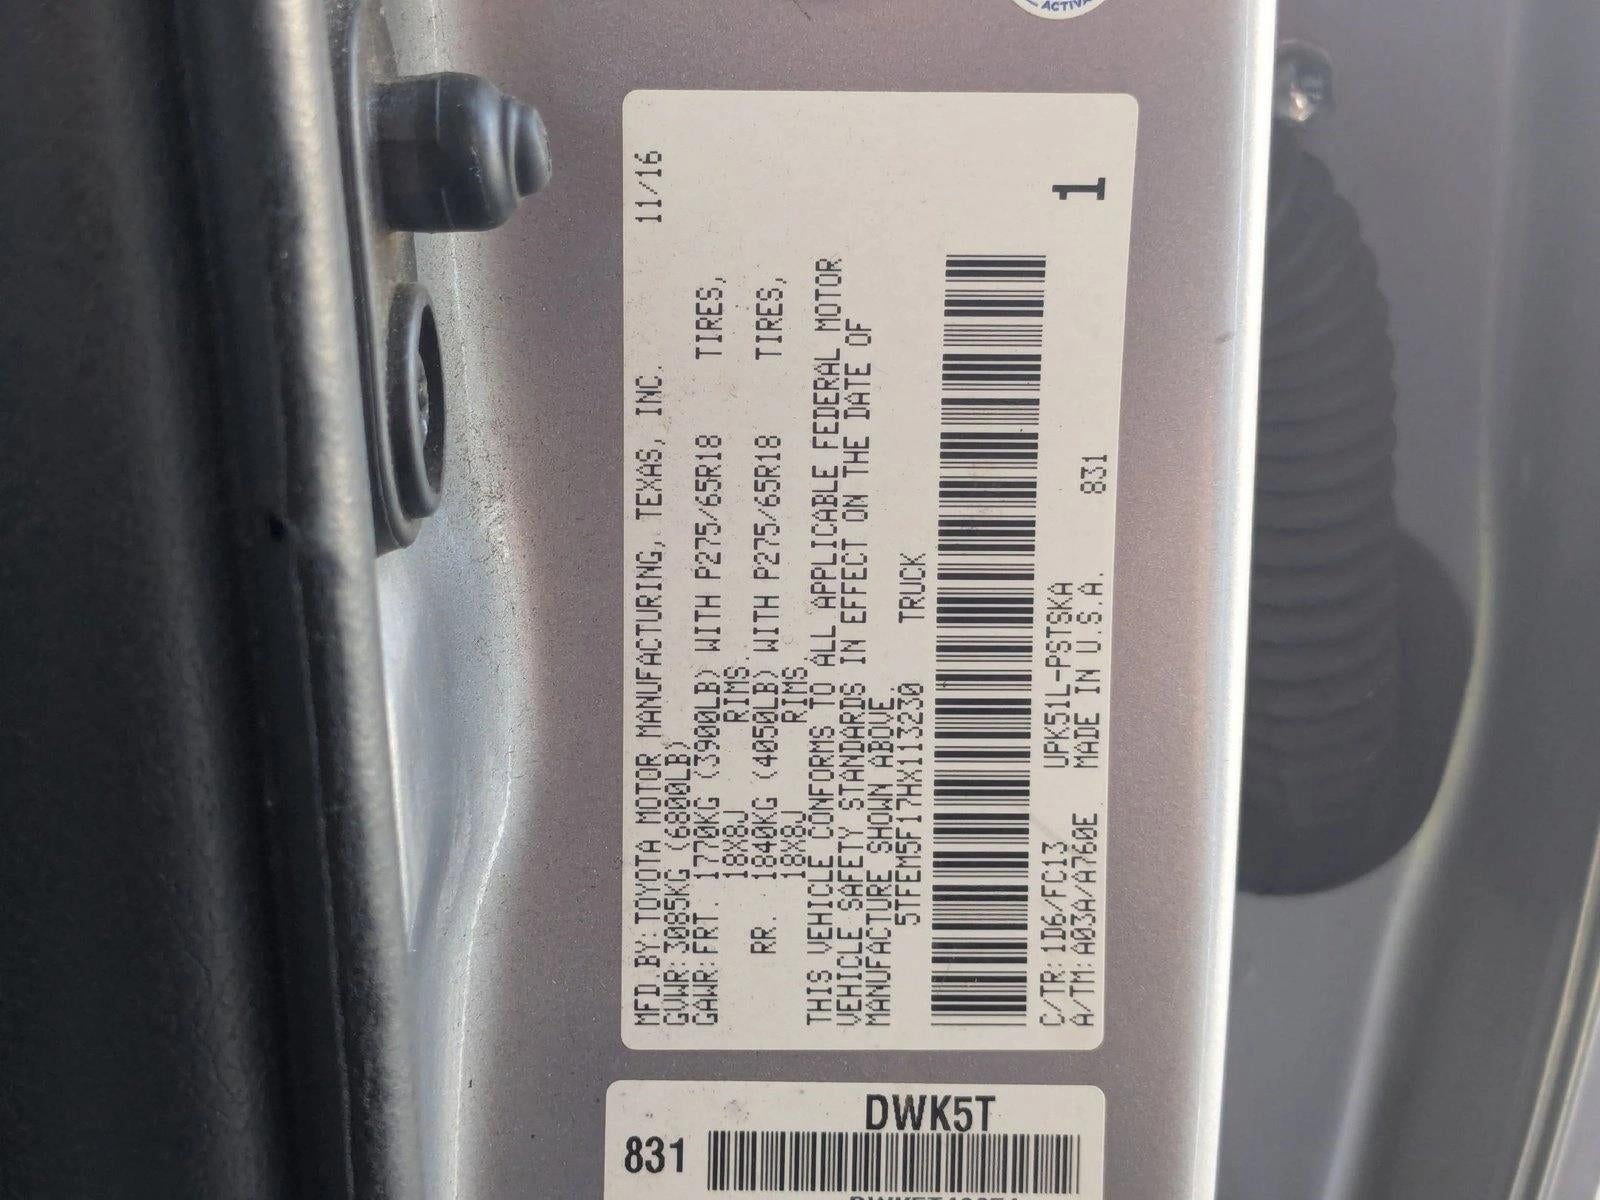 ACTIVA
MFD.BY:TOYOTA MOTOR MANUFACTURING, TEXAS, INC. 11/16
GVWR:3085KG (6800LB)
GAWR:FRT. 1770KG (3900LB) WITH P275/65R18 TIRES,
18X8J RIMS,
RR. 1840KG (4050LB) WITH P275/65R18 TIRES,
18X8J RIMS
THIS VEHICLE CONFORMS TO ALL APPLICABLE FEDERAL MOTOR
VEHICLE SAFETY STANDARDS IN EFFECT ON THE DATE OF
MANUFACTURE SHOWN ABOVE.
5TFEM5F17HX113230 TRUCK
1
C/TR:1D6/FC13 UPK51L-PSTSKA
A/TM:A03A/A760E MADE IN U.S.A. 831
DWK5T
831